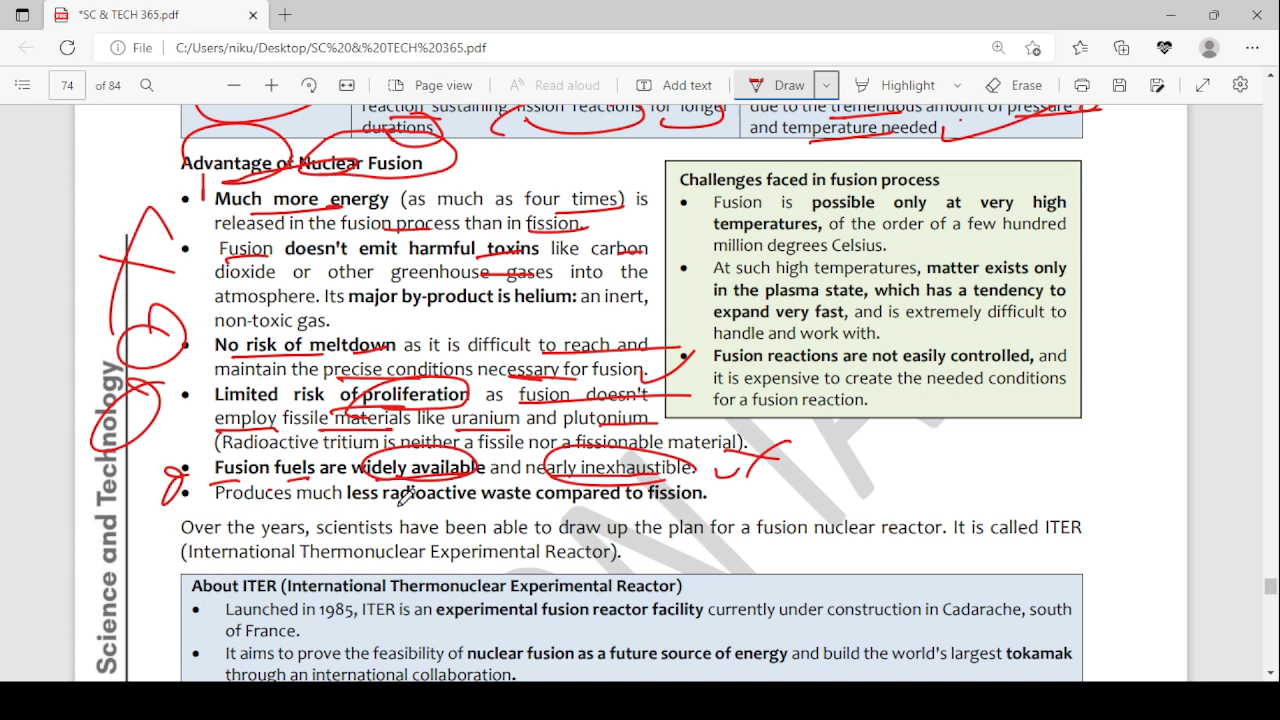 *SC & TECH 365.pdf
File C:/Users/niku/Desktop/SC%20&%20TECH%20365.pdf
74 of 84 Page view Read aloud Add text Draw Highlight Erase
reaction sustaining fission reactions for longer
durations
due to the tremendous amount of pressure
and temperature needed
Advantage of Nuclear Fusion
• Much more energy (as much as four times) is
released in the fusion process than in fission.
• Fusion doesn't emit harmful toxins like carbon
dioxide or other greenhouse gases into the
atmosphere. Its major by-product is helium: an inert,
non-toxic gas.
• No risk of meltdown as it is difficult to reach and
maintain the precise conditions necessary for fusion.
• Limited risk of proliferation as fusion doesn't
employ fissile materials like uranium and plutonium
(Radioactive tritium is neither a fissile nor a fissionable material).
• Fusion fuels are widely available and nearly inexhaustible.
• Produces much less radioactive waste compared to fission.
Challenges faced in fusion process
• Fusion is possible only at very high
temperatures, of the order of a few hundred
million degrees Celsius.
• At such high temperatures, matter exists only
in the plasma state, which has a tendency to
expand very fast, and is extremely difficult to
handle and work with.
• Fusion reactions are not easily controlled, and
it is expensive to create the needed conditions
for a fusion reaction.
Over the years, scientists have been able to draw up the plan for a fusion nuclear reactor. It is called ITER
(International Thermonuclear Experimental Reactor).
About ITER (International Thermonuclear Experimental Reactor)
• Launched in 1985, ITER is an experimental fusion reactor facility currently under construction in Cadarache, south
of France.
• It aims to prove the feasibility of nuclear fusion as a future source of energy and build the world's largest tokamak
through an international collaboration.
Science and Technology